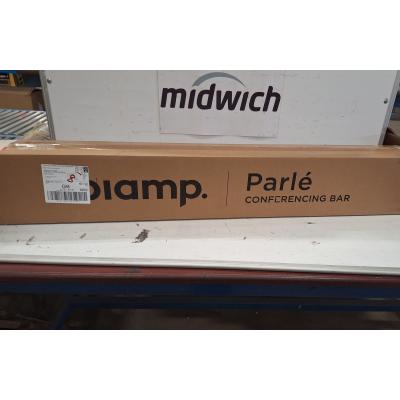 midwich
biamp.
Parlé
CONFERENCING BAR